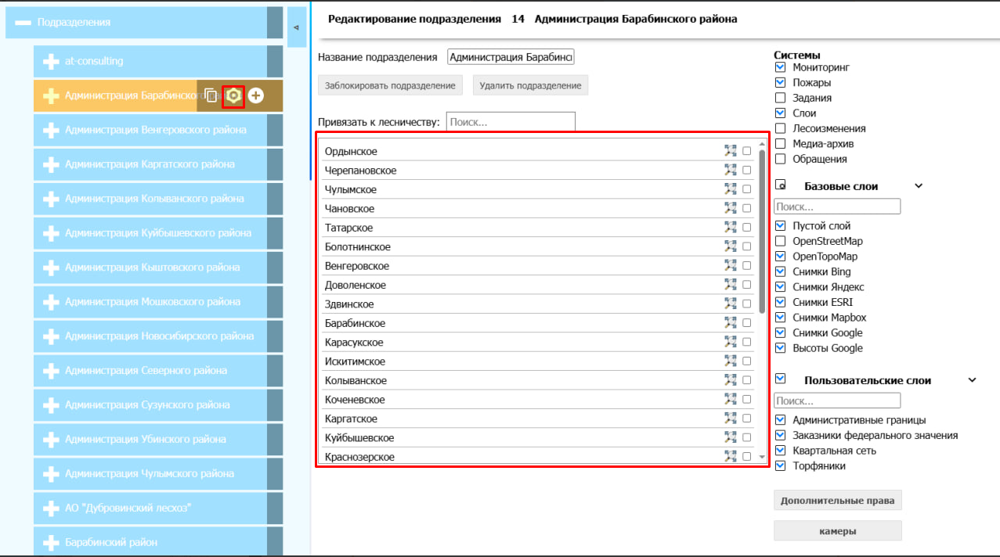 Подразделения
at-consulting
Администрация Барабинского
Администрация Венгеровского района
Администрация Каргатского района
Администрация Колыванского района
Администрация Куйбышевского района
Администрация Кыштовского района
Администрация Мошковского района
Администрация Новосибирского района
Администрация Северного района
Администрация Сузунского района
Администрация Убинского района
Администрация Чулымского района
АО "Дубровинский лесхоз"
Барабинский район
Редактирование подразделения 14 Администрация Барабинского района
Название подразделения Администрация Барабинс
Заблокировать подразделение Удалить подразделение
Привязать к лесничеству: Поиск...
Ордынское
Черепановское
Чулымское
Чановское
Татарское
Болотнинское
Венгеровское
Доволенское
Здвинское
Барабинское
Карасукское
Искитимское
Колыванское
Коченевское
Каргатское
Куйбышевское
Краснозерское
Системы
Мониторинг
Пожары
Задания
Слои
Лесоизменения
Медиа-архив
Обращения
Базовые слои
Поиск...
Пустой слой
OpenStreetMap
OpenTopoMap
Снимки Bing
Снимки Яндекс
Снимки ESRI
Снимки Mapbox
Снимки Google
Высоты Google
Пользовательские слои
Поиск...
Административные границы
Заказники федерального значения
Квартальная сеть
Торфяники
Дополнительные права
камеры